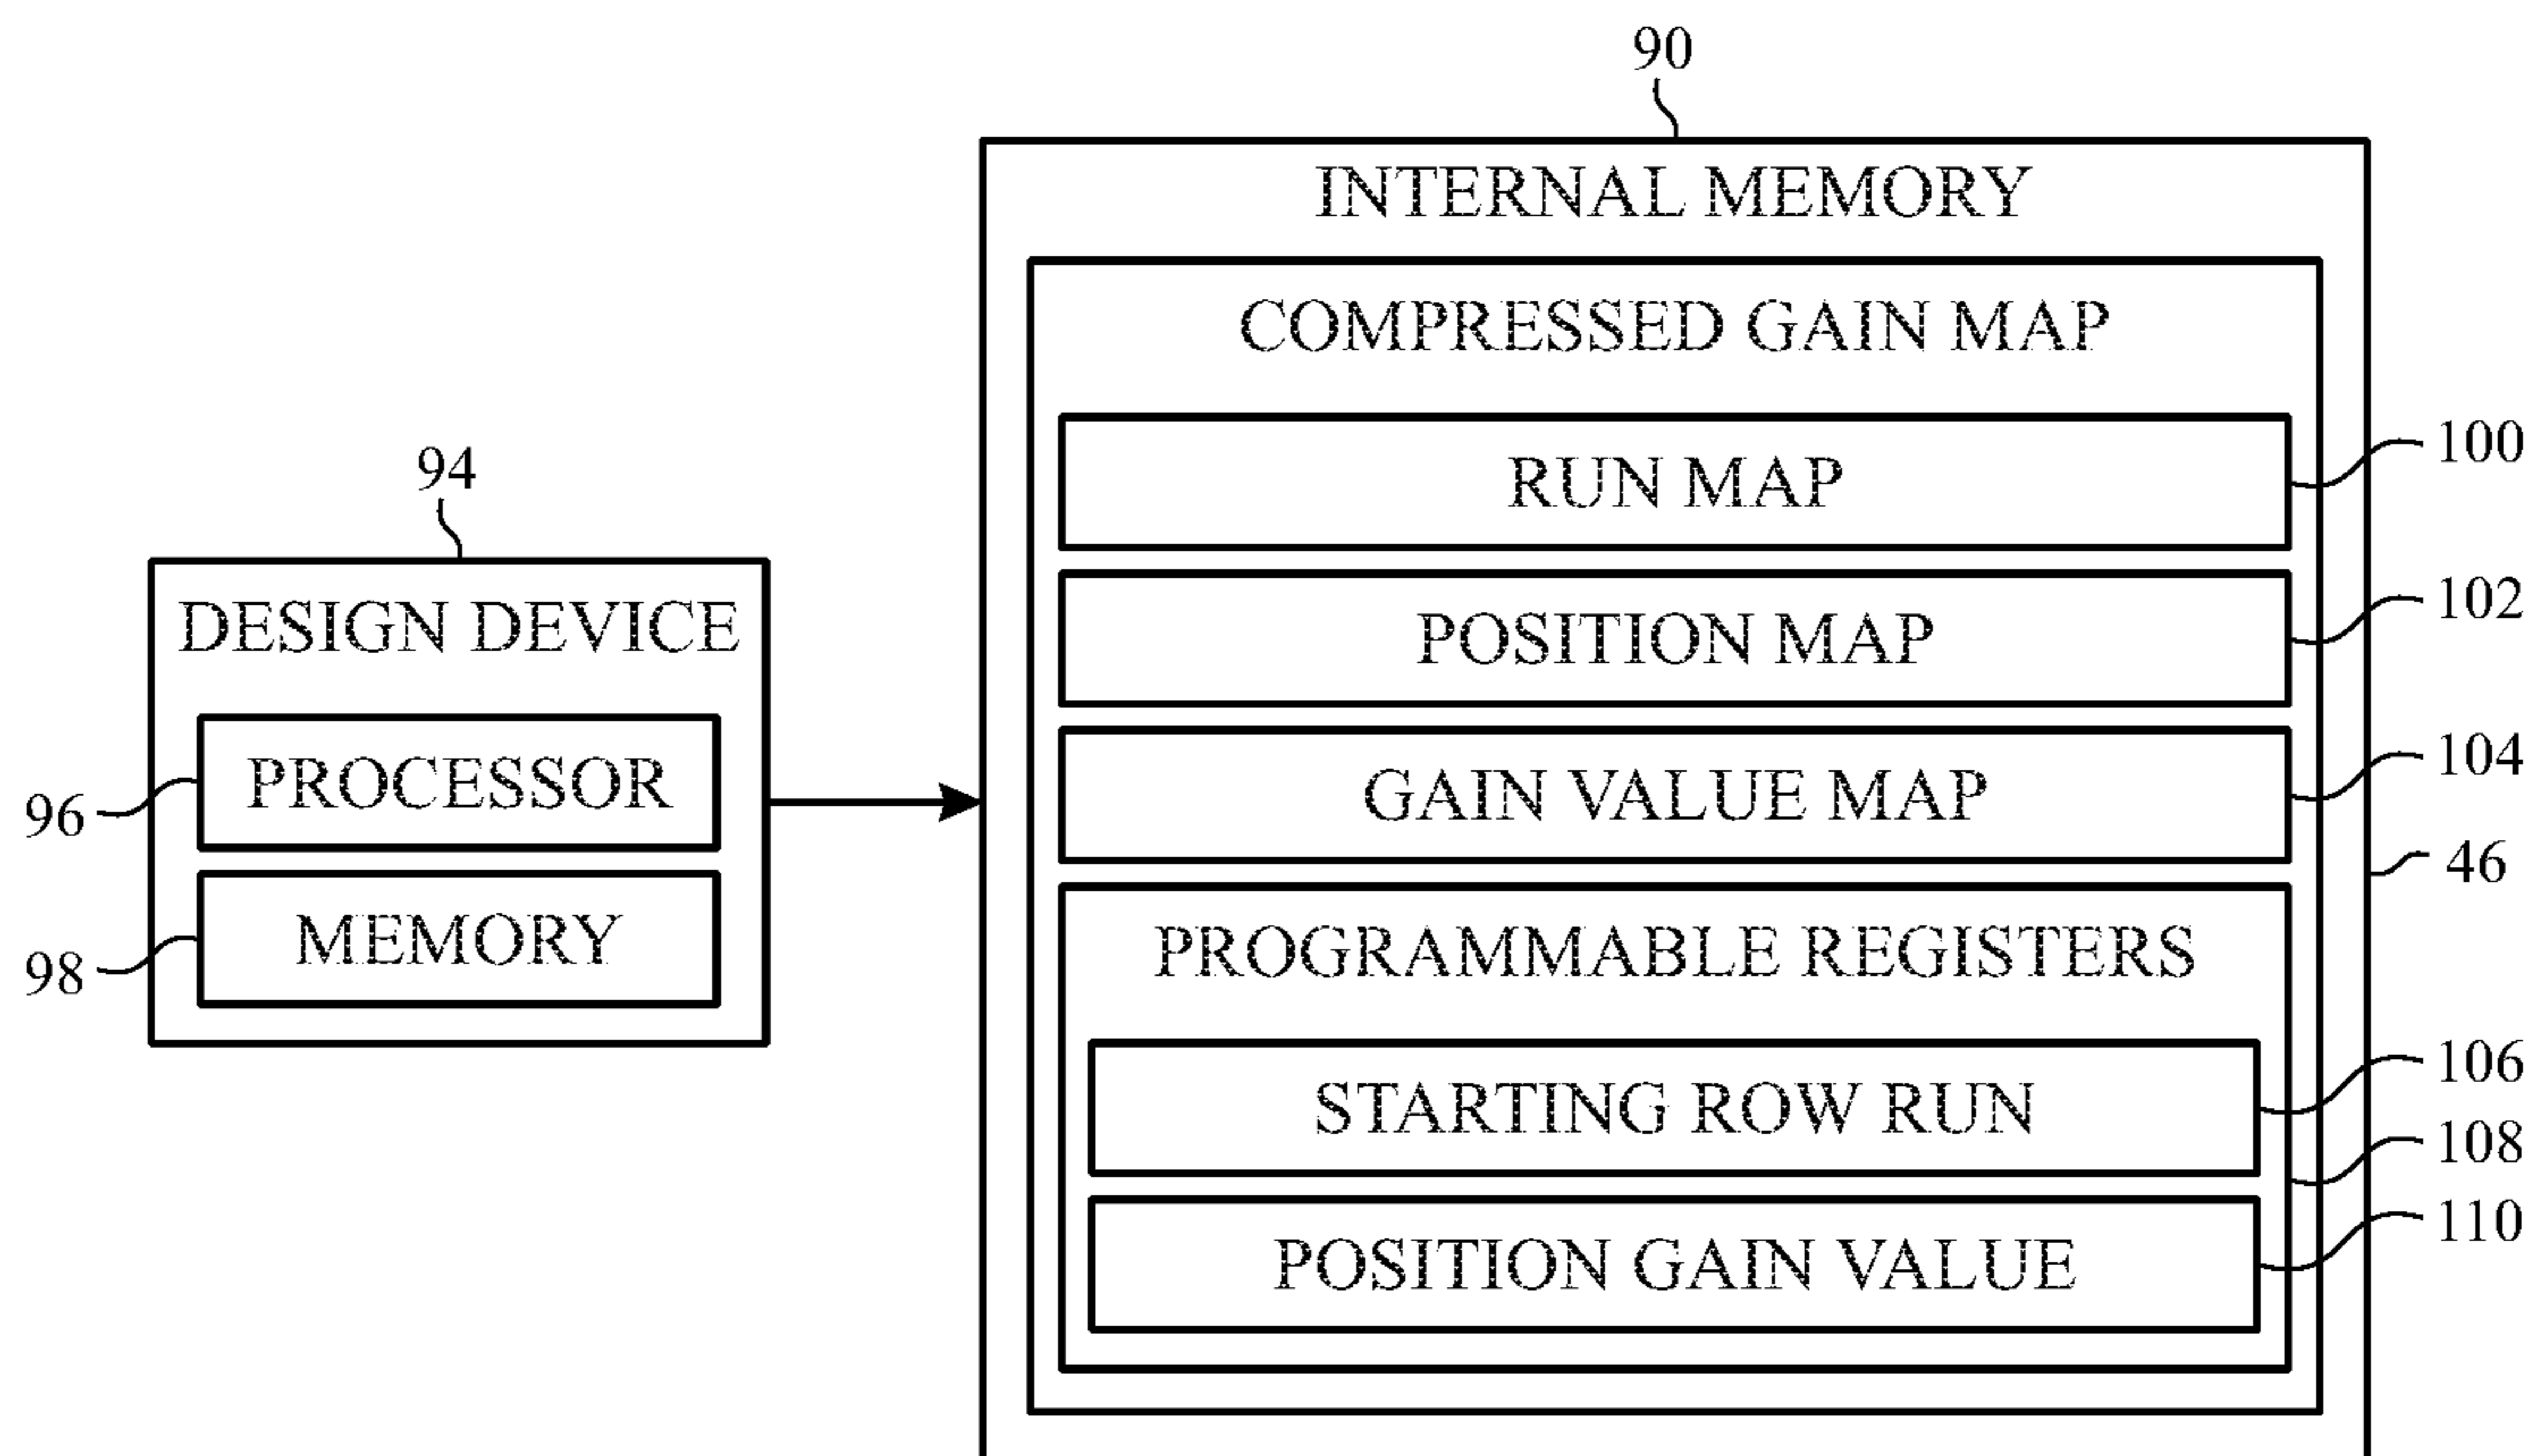 90
INTERNAL MEMORY
COMPRESSED GAIN MAP
RUN MAP
100
POSITION MAP
102
GAIN VALUE MAP
104
46
PROGRAMMABLE REGISTERS
STARTING ROW RUN
106
108
POSITION GAIN VALUE
110
94
DESIGN DEVICE
PROCESSOR
96
MEMORY
98